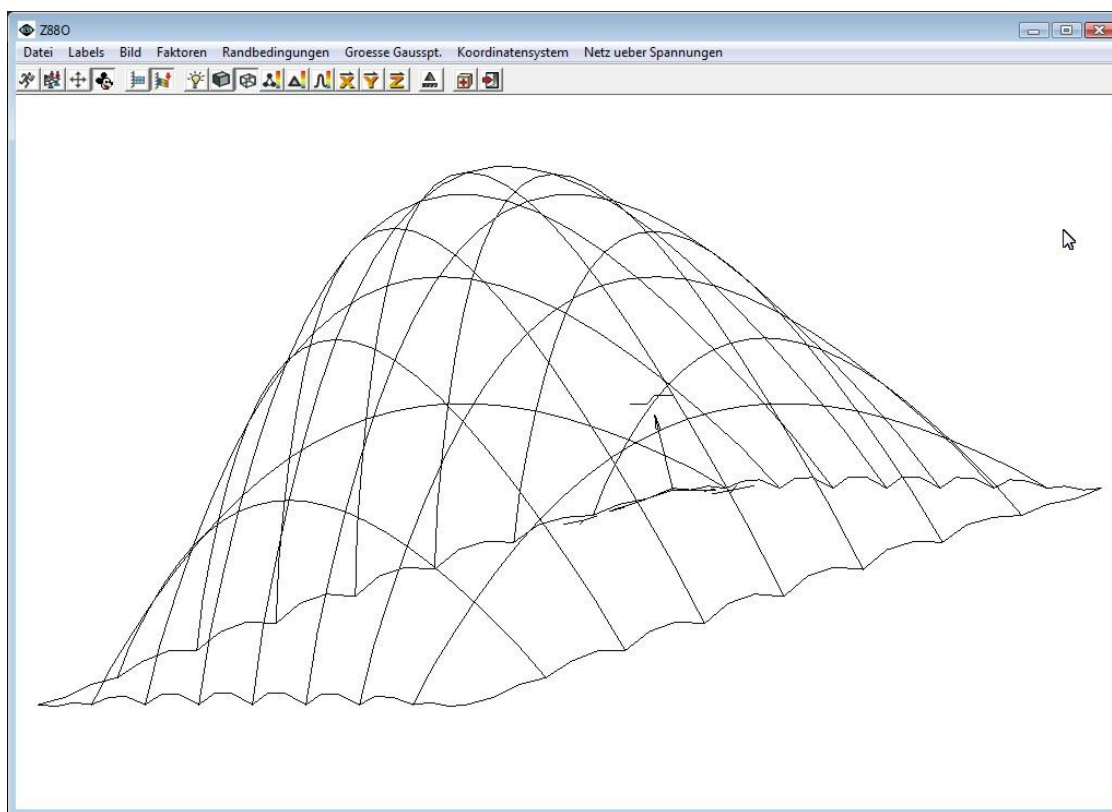 Z88O
Datei Labels Bild Faktoren Randbedingungen Groesse Gausspt. Koordinatensystem Netz ueber Spannungen
X Y Z